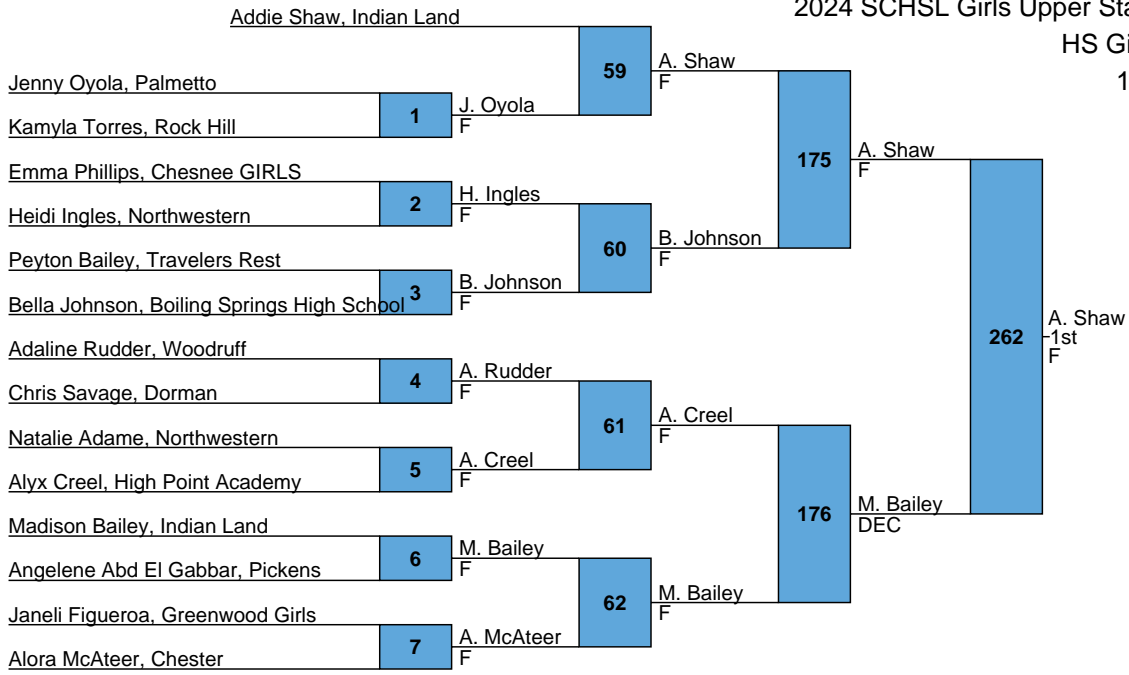 2024 SCHSL Girls Upper Sta
HS Gi
1
Addie Shaw, Indian Land
Jenny Oyola, Palmetto
Kamyla Torres, Rock Hill
Emma Phillips, Chesnee GIRLS
Heidi Ingles, Northwestern
Peyton Bailey, Travelers Rest
Bella Johnson, Boiling Springs High School
Adaline Rudder, Woodruff
Chris Savage, Dorman
Natalie Adame, Northwestern
Alyx Creel, High Point Academy
Madison Bailey, Indian Land
Angelene Abd El Gabbar, Pickens
Janeli Figueroa, Greenwood Girls
Alora McAteer, Chester
1
2
3
4
5
6
7
J. Oyola
F
H. Ingles
F
B. Johnson
F
A. Rudder
F
A. Creel
F
M. Bailey
F
A. McAteer
F
59
60
61
62
A. Shaw
F
B. Johnson
F
A. Creel
F
M. Bailey
F
175
176
A. Shaw
F
M. Bailey
DEC
262
A. Shaw
1st
F